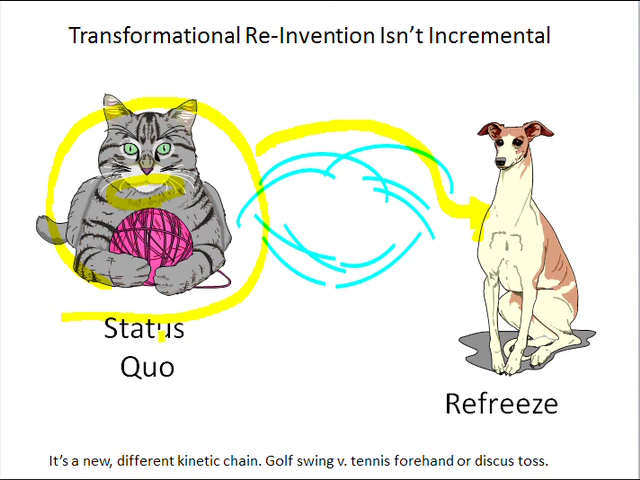 Transformational Re-Invention Isn't Incremental
Status
Quo
Refreeze
It's a new, different kinetic chain. Golf swing v. tennis forehand or discus toss.